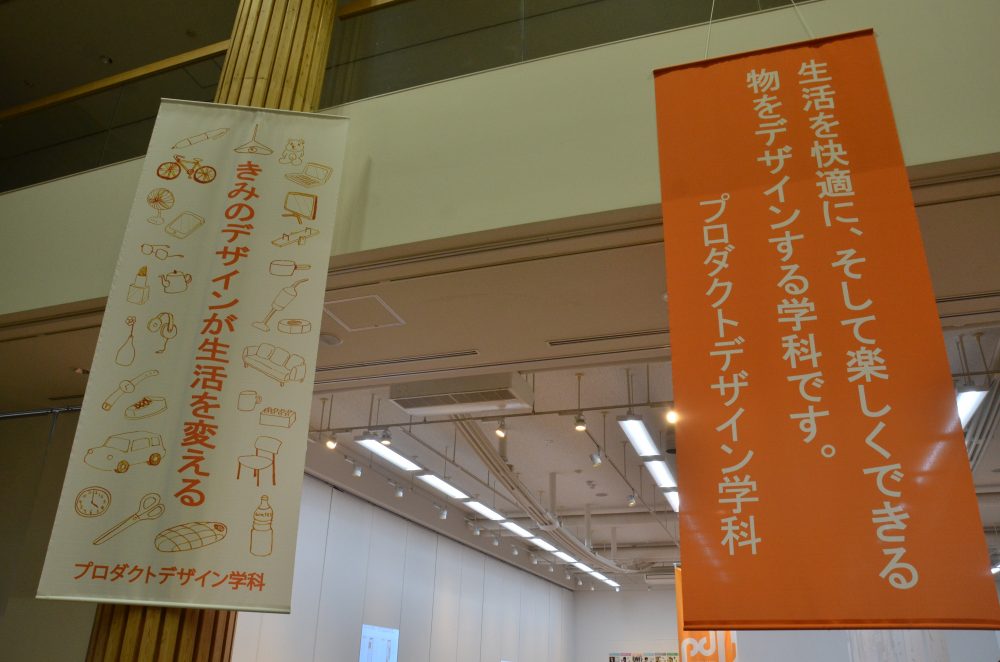 きみのデザインが生活を変える
プロダクトデザイン学科
生活を快適に、そして楽しくできる
物をデザインする学科です。
プロダクトデザイン学科